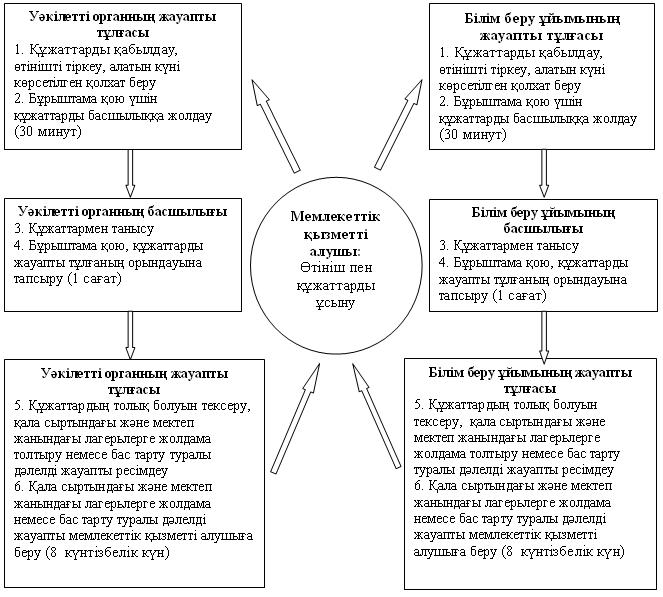 Уәкілетті органның жауапты
тұлғасы
1. Құжаттарды қабылдау,
өтінішті тіркеу, алатын күні
көрсетілген қолхат беру
2. Бұрыштама қою үшін
құжаттарды басшылыққа жолдау
(30 минут)
Уәкілетті органның басшылығы
3. Құжаттармен танысу
4. Бұрыштама қою, құжаттарды
жауапты тұлғаның орындауына
тапсыру (1 сағат)
Уәкілетті органның жауапты
тұлғасы
5. Құжаттардың толық болуын тексеру,
қала сыртындағы және мектеп
жанындағы лагерьлерге жолдама
толтыру немесе бас тарту туралы
дәлелді жауапты ресімдеу
6. Қала сыртындағы және мектеп
жанындағы лагерьлерге жолдама
немесе бас тарту туралы дәлелді
жауапты мемлекеттік қызметті алушыға
беру (8 күнтізбелік күн)
Мемлекеттік
қызметті
алушы:
Өтініш пен
құжаттарды
ұсыну
Білім беру ұйымының
жауапты тұлғасы
1. Құжаттарды қабылдау,
өтінішті тіркеу, алатын күні
көрсетілген қолхат беру
2. Бұрыштама қою үшін
құжаттарды басшылыққа жолдау
(30 минут)
Білім беру ұйымының
басшылығы
3. Құжаттармен танысу
4. Бұрыштама қою, құжаттарды
жауапты тұлғаның орындауына
тапсыру (1 сағат)
Білім беру ұйымының жауапты
тұлғасы
5. Құжаттардың толық болуын
тексеру, қала сыртындағы және
мектеп жанындағы лагерьлерге
жолдама толтыру немесе бас тарту
туралы дәлелді жауапты ресімдеу
6. Қала сыртындағы және мектеп
жанындағы лагерьлерге жолдама
немесе бас тарту туралы дәлелді
жауапты мемлекеттік қызметті
алушыға беру (8 күнтізбелік күн)